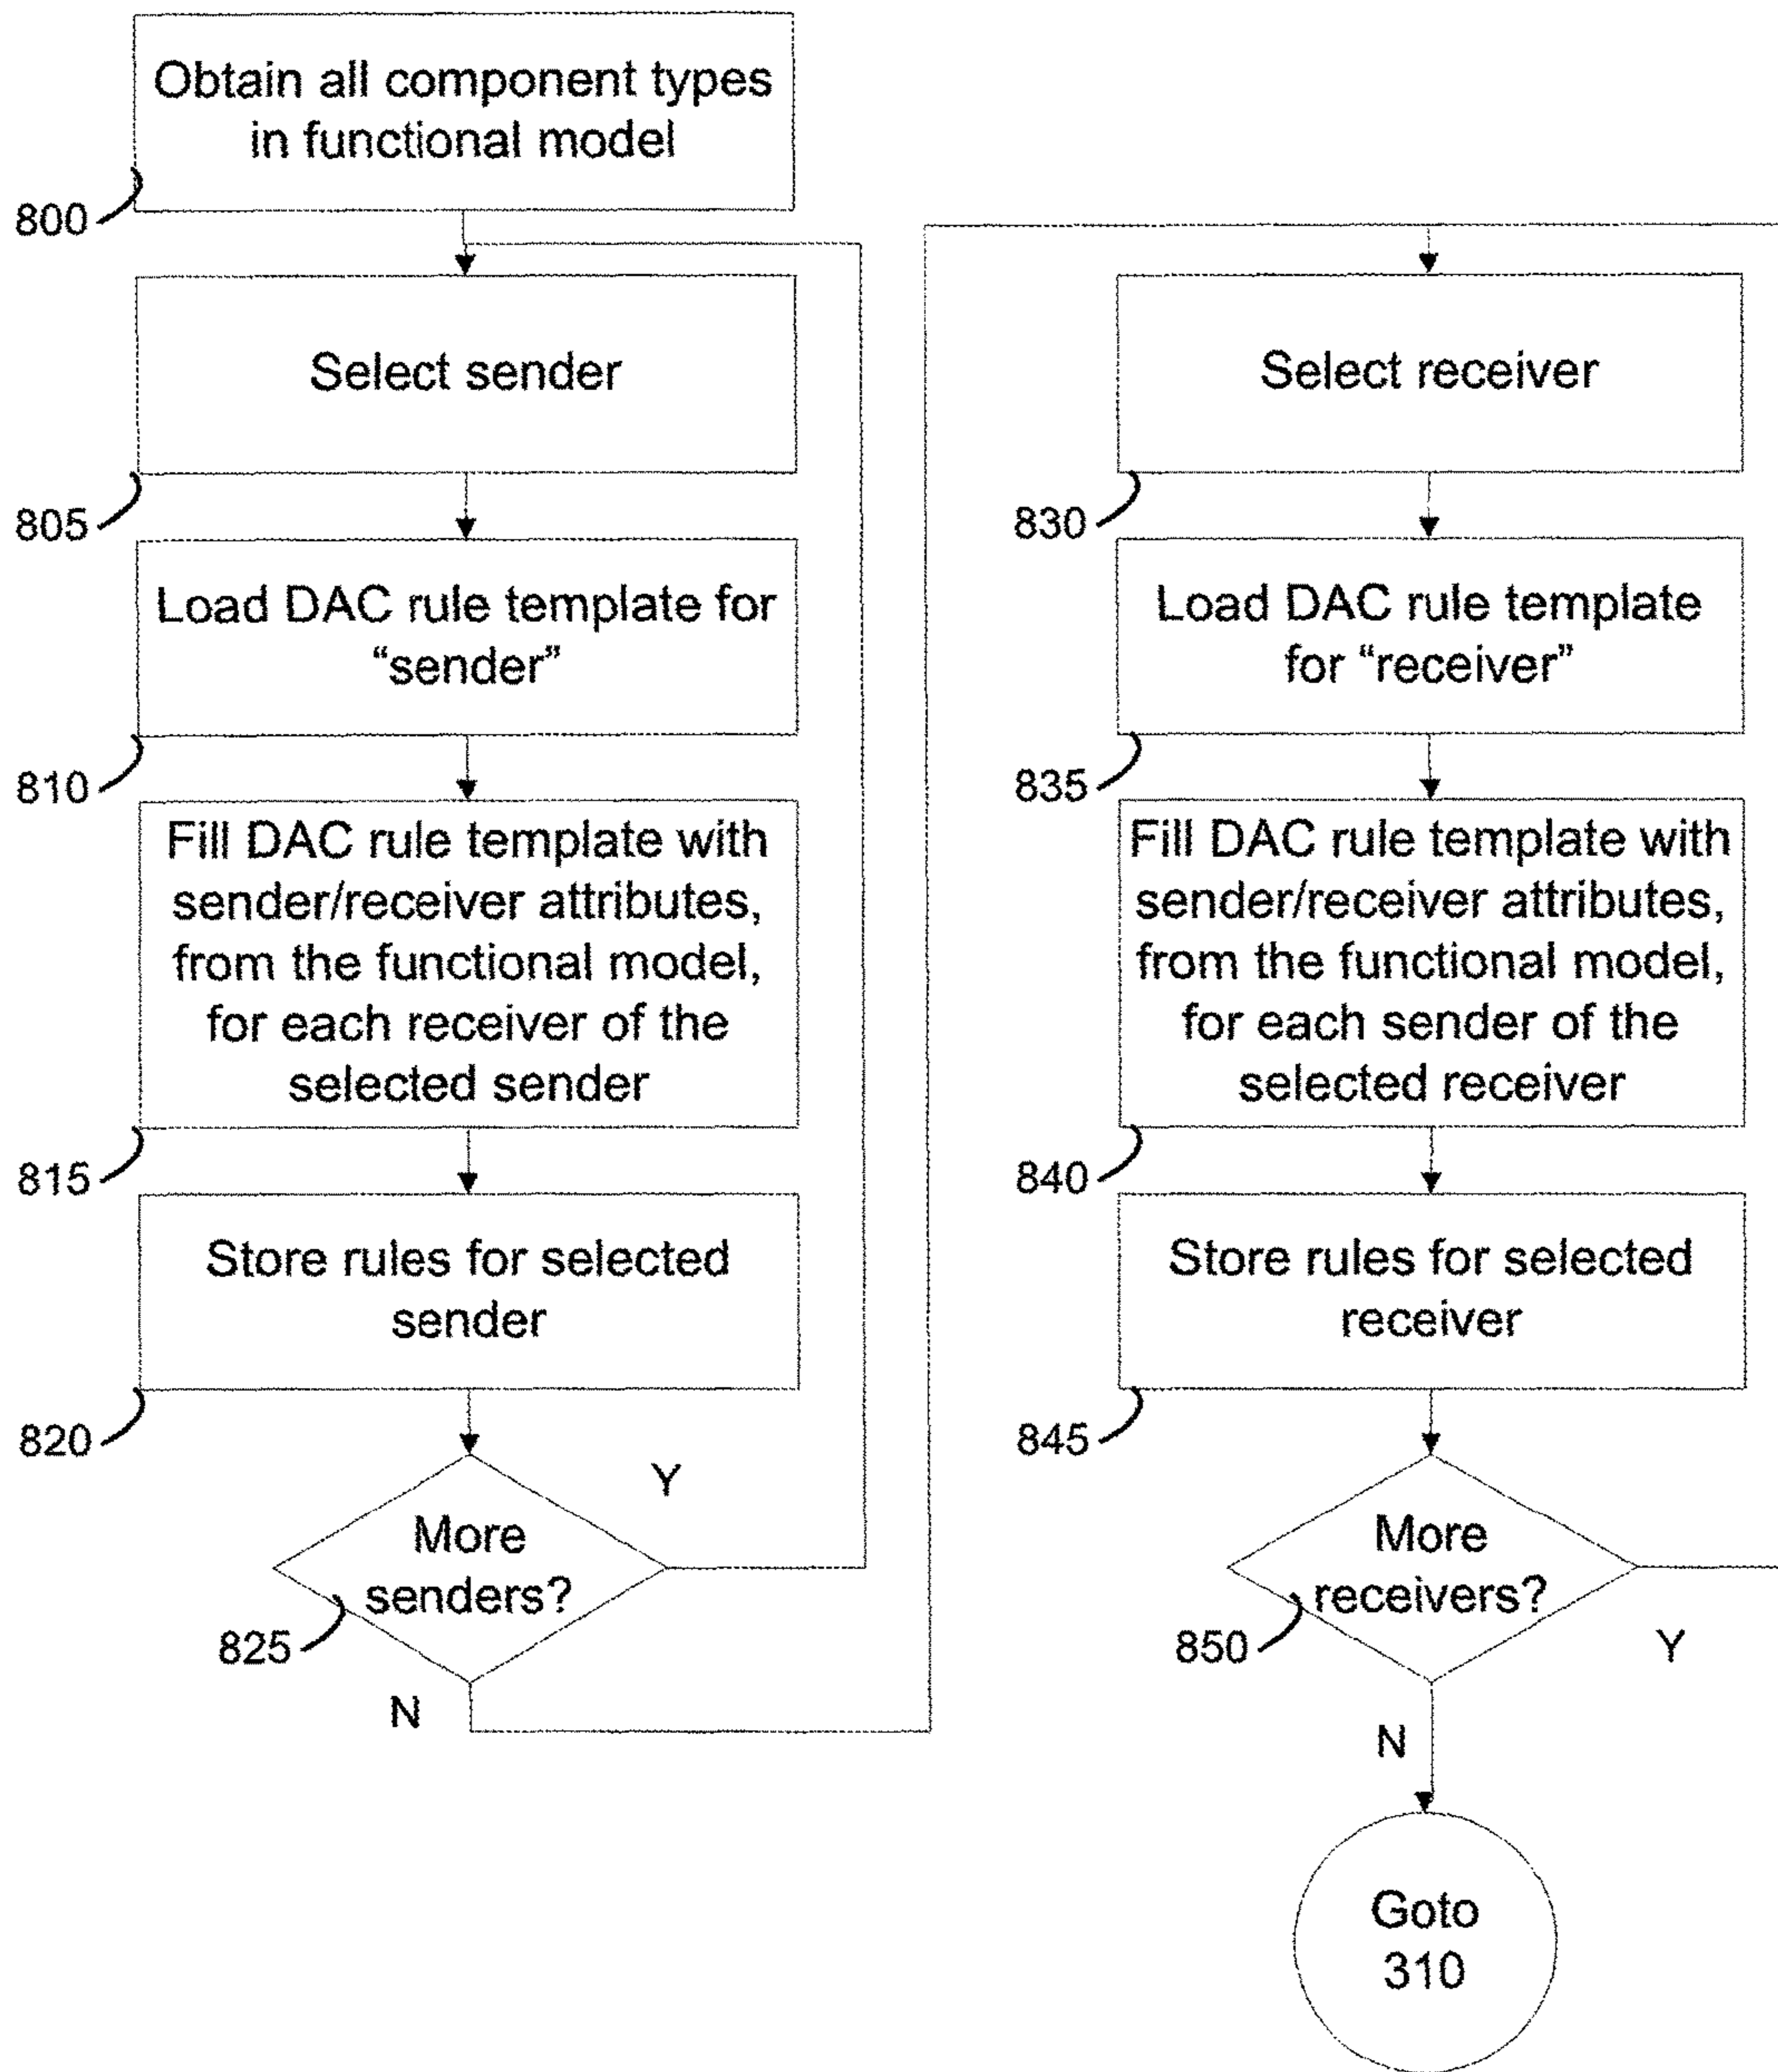 Obtain all component types
in functional model
800
Select sender
805
Load DAC rule template for
“sender”
810
Fill DAC rule template with
sender/receiver attributes,
from the functional model,
for each receiver of the
selected sender
815
Store rules for selected
sender
820
More
senders?
825
Y
N
Select receiver
830
Load DAC rule template
for “receiver”
835
Fill DAC rule template with
sender/receiver attributes,
from the functional model,
for each sender of the
selected receiver
840
Store rules for selected
receiver
845
More
receivers?
850
Y
N
Goto
310